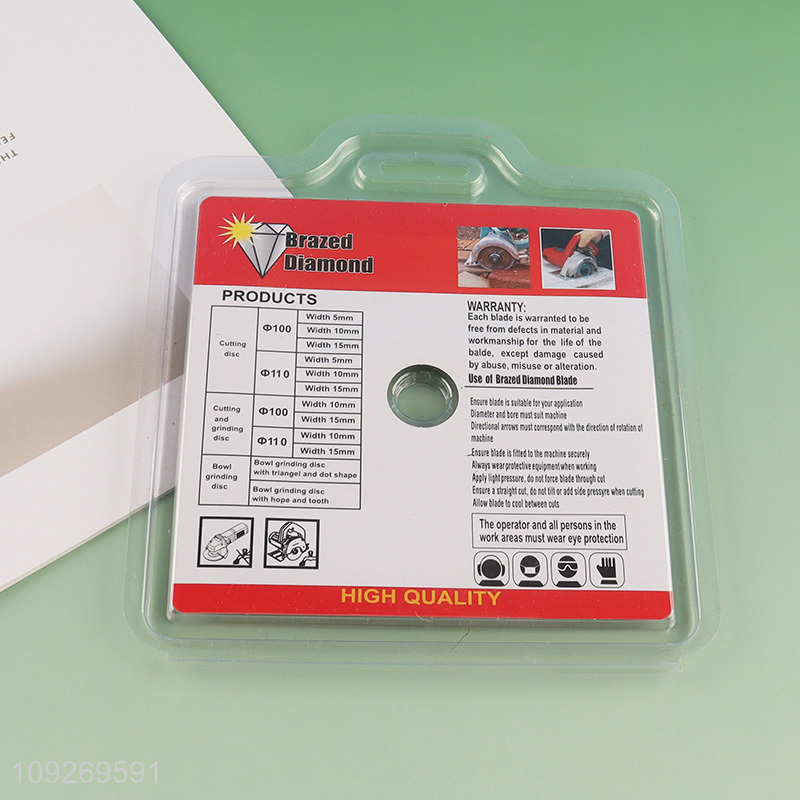 Brazed
Diamond
PRODUCTS
Cutting
disc
Φ100
Width 5mm
Width 10mm
Width 15mm
Φ110
Width 5mm
Width 10mm
Width 15mm
Cutting
and
grinding
disc
Φ100
Width 10mm
Width 15mm
Φ110
Width 10mm
Width 15mm
Bowl
grinding
disc
Bowl grinding disc
with triangel and dot shape
Bowl grinding disc
with hope and tooth
WARRANTY:
Each blade is warranted to be
free from defects in material and
workmanship for the life of the
balde, except damage caused
by abuse, misuse or alteration.
Use of Brazed Diamond Blade
Ensure blade is suitable for your application
Diameter and bore must suit machine
Directional arrows must correspond with the direction of rotation of
machine
Ensure blade is fitted to the machine securely
Always wear protective equipment when working
Apply light pressure, do not force blade through cut
Ensure a straight cut, do not tilt or add side pressyre when cutting
Allow blade to cool between cuts
The operator and all persons in the
work areas must wear eye protection
HIGH QUALITY
109269591